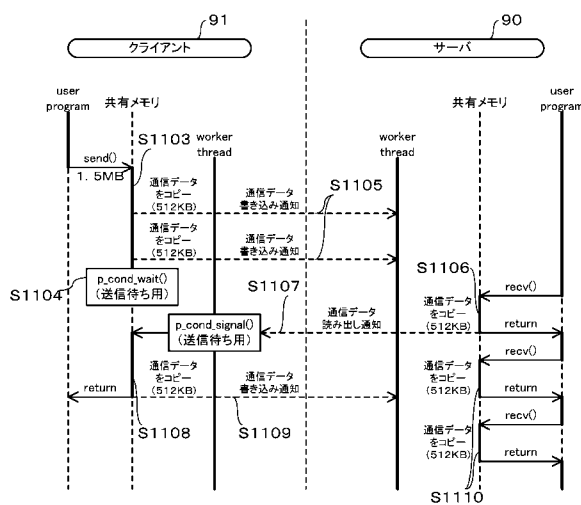 91
90
クライアント
サーバ
user
program
共有メモリ
worker
thread
worker
thread
共有メモリ
user
program
S1103
send()
1. 5MB
通信データ
をコピー
(512KB)
通信データ
書き込み通知
S1105
通信データ
をコピー
(512KB)
通信データ
書き込み通知
S1104
p_cond_wait()
(送信待ち用)
S1106
recv()
S1107
通信データ
をコピー
(512KB)
return
通信データ
読み出し通知
p_cond_signal()
(送信待ち用)
recv()
return
通信データ
をコピー
(512KB)
通信データ
書き込み通知
通信データ
をコピー
(512KB)
return
S1108
S1109
recv()
通信データ
をコピー
(512KB)
return
S1110